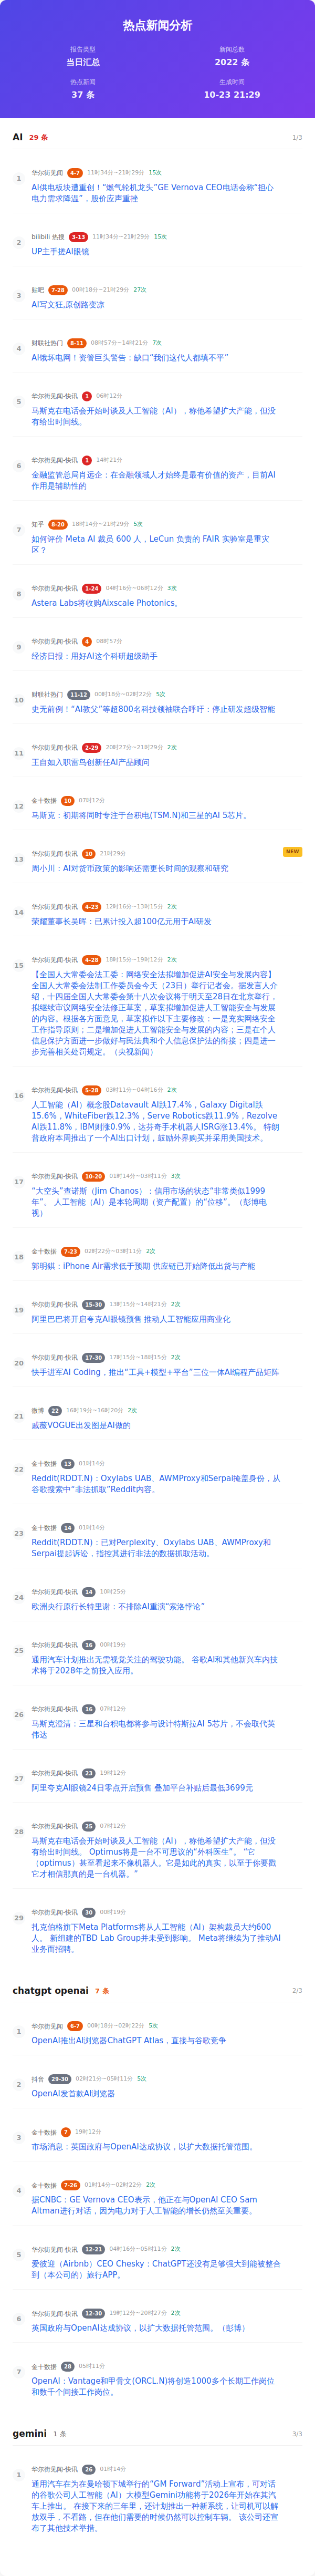 热点新闻分析
报告类型
当日汇总
新闻总数
2022 条
热点新闻
37 条
生成时间
10-23 21:29
AI 29 条 1/3
1
华尔街见闻 4-7 11时34分~21时29分 15次
AI供电板块遭重创！“燃气轮机龙头”GE Vernova CEO电话会称“担心
电力需求降温”，股价应声重挫
2
bilibili 热搜 3-13 11时34分~21时29分 15次
UP主手搓AI眼镜
3
贴吧 7-28 00时18分~21时29分 27次
AI写文狂,原创路变凉
4
财联社热门 8-11 08时57分~14时21分 7次
AI饿坏电网！资管巨头警告：缺口“我们这代人都填不平”
5
华尔街见闻-快讯 1 06时12分
马斯克在电话会开始时谈及人工智能（AI），称他希望扩大产能，但没
有给出时间线。
6
华尔街见闻-快讯 1 14时21分
金融监管总局肖远企：在金融领域人才始终是最有价值的资产，目前AI
作用是辅助性的
7
知乎 8-20 18时14分~21时29分 5次
如何评价 Meta AI 裁员 600 人，LeCun 负责的 FAIR 实验室是重灾
区？
8
华尔街见闻-快讯 1-24 04时16分~06时12分 3次
Astera Labs将收购Aixscale Photonics。
9
华尔街见闻-快讯 4 08时57分
经济日报：用好AI这个科研超级助手
10
财联社热门 11-12 00时18分~02时22分 5次
史无前例！“AI教父”等超800名科技领袖联合呼吁：停止研发超级智能
11
华尔街见闻-快讯 2-29 20时27分~21时29分 2次
王自如入职雷鸟创新任AI产品顾问
12
金十数据 10 07时12分
马斯克：初期将同时专注于台积电(TSM.N)和三星的AI 5芯片。
13
华尔街见闻-快讯 10 21时29分 NEW
周小川：AI对货币政策的影响还需更长时间的观察和研究
14
华尔街见闻-快讯 4-23 12时16分~13时15分 2次
荣耀董事长吴晖：已累计投入超100亿元用于AI研发
15
华尔街见闻-快讯 4-28 18时15分~19时12分 2次
【全国人大常委会法工委：网络安全法拟增加促进AI安全与发展内容】
全国人大常委会法制工作委员会今天（23日）举行记者会。据发言人介
绍，十四届全国人大常委会第十八次会议将于明天至28日在北京举行，
拟继续审议网络安全法修正草案，草案拟增加促进人工智能安全与发展
的内容。根据各方面意见，草案拟作以下主要修改：一是充实网络安全
工作指导原则；二是增加促进人工智能安全与发展的内容；三是在个人
信息保护方面进一步做好与民法典和个人信息保护法的衔接；四是进一
步完善相关处罚规定。（央视新闻）
16
华尔街见闻-快讯 5-28 03时11分~04时16分 2次
人工智能（AI）概念股Datavault AI跌17.4%，Galaxy Digital跌
15.6%，WhiteFiber跌12.3%，Serve Robotics跌11.9%，Rezolve
AI跌11.8%，IBM则涨0.9%，达芬奇手术机器人ISRG涨13.4%。 特朗
普政府本周推出了一个AI出口计划，鼓励外界购买并采用美国技术。
17
华尔街见闻-快讯 10-20 01时14分~03时11分 3次
“大空头”查诺斯（Jim Chanos）：信用市场的状态“非常类似1999
年”。 人工智能（AI）是本轮周期（资产配置）的“位移”。（彭博电
视）
18
金十数据 7-23 02时22分~03时11分 2次
郭明錤：iPhone Air需求低于预期 供应链已开始降低出货与产能
19
华尔街见闻-快讯 15-30 13时15分~14时21分 2次
阿里巴巴将开启夸克AI眼镜预售 推动人工智能应用商业化
20
华尔街见闻-快讯 17-30 17时15分~18时15分 2次
快手进军AI Coding，推出“工具+模型+平台”三位一体AI编程产品矩阵
21
微博 22 16时19分~16时20分 2次
戚薇VOGUE出发图是AI做的
22
金十数据 13 01时14分
Reddit(RDDT.N)：Oxylabs UAB、AWMProxy和Serpai掩盖身份，从
谷歌搜索中“非法抓取”Reddit内容。
23
金十数据 14 01时14分
Reddit(RDDT.N)：已对Perplexity、Oxylabs UAB、AWMProxy和
Serpai提起诉讼，指控其进行非法的数据抓取活动。
24
华尔街见闻-快讯 14 10时25分
欧洲央行原行长特里谢：不排除AI重演“索洛悖论”
25
华尔街见闻-快讯 16 00时19分
通用汽车计划推出无需视觉关注的驾驶功能。 谷歌AI和其他新兴车内技
术将于2028年之前投入应用。
26
华尔街见闻-快讯 16 07时12分
马斯克澄清：三星和台积电都将参与设计特斯拉AI 5芯片，不会取代英
伟达
27
华尔街见闻-快讯 23 19时12分
阿里夸克AI眼镜24日零点开启预售 叠加平台补贴后最低3699元
28
华尔街见闻-快讯 25 07时12分
马斯克在电话会开始时谈及人工智能（AI），称他希望扩大产能，但没
有给出时间线。 Optimus将是一台不可思议的“外科医生”。 “它
（optimus）甚至看起来不像机器人。它是如此的真实，以至于你要戳
它才相信那真的是一台机器。”
29
华尔街见闻-快讯 30 00时19分
扎克伯格旗下Meta Platforms将从人工智能（AI）架构裁员大约600
人。 新组建的TBD Lab Group并未受到影响。 Meta将继续为了推动AI
业务而招聘。
chatgpt openai 7 条 2/3
1
华尔街见闻 6-7 00时18分~02时22分 5次
OpenAI推出AI浏览器ChatGPT Atlas，直接与谷歌竞争
2
抖音 29-30 02时21分~05时11分 5次
OpenAI发首款AI浏览器
3
金十数据 7 19时12分
市场消息：英国政府与OpenAI达成协议，以扩大数据托管范围。
4
金十数据 7-26 01时14分~02时22分 2次
据CNBC：GE Vernova CEO表示，他正在与OpenAI CEO Sam
Altman进行对话，因为电力对于人工智能的增长仍然至关重要。
5
华尔街见闻-快讯 12-21 04时16分~05时11分 2次
爱彼迎（Airbnb）CEO Chesky：ChatGPT还没有足够强大到能被整合
到（本公司的）旅行APP。
6
华尔街见闻-快讯 12-30 19时12分~20时27分 2次
英国政府与OpenAI达成协议，以扩大数据托管范围。（彭博）
7
金十数据 28 05时11分
OpenAI：Vantage和甲骨文(ORCL.N)将创造1000多个长期工作岗位
和数千个间接工作岗位。
gemini 1 条 3/3
1
华尔街见闻-快讯 26 01时14分
通用汽车在为在曼哈顿下城举行的“GM Forward”活动上宣布，可对话
的谷歌公司人工智能（AI）大模型Gemini功能将于2026年开始在其汽
车上推出。 在接下来的三年里，还计划推出一种新系统，让司机可以解
放双手，不看路，但在他们需要的时候仍然可以控制车辆。 该公司还宣
布了其他技术举措。